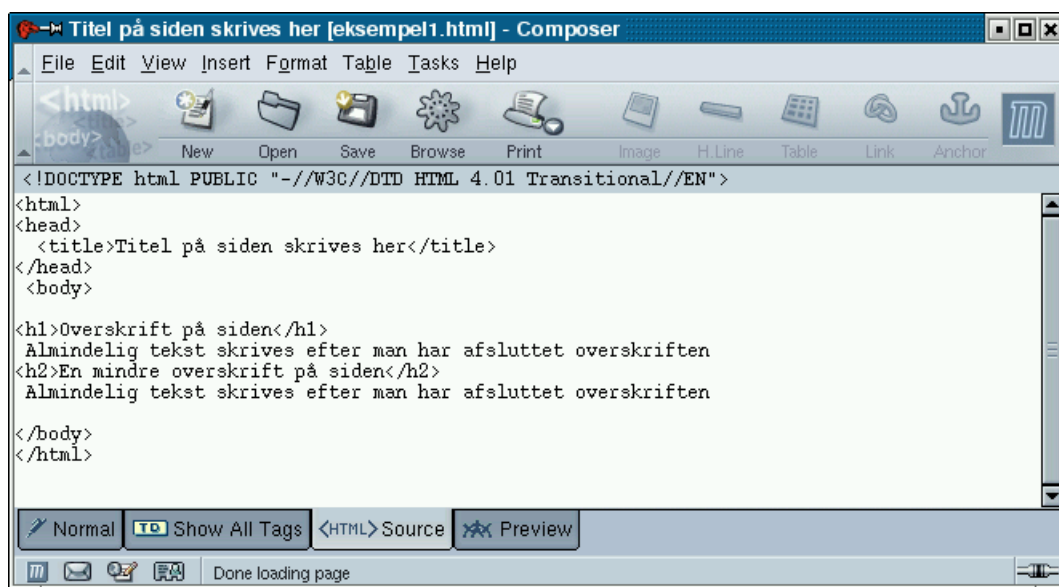 Titel på siden skrives her [eksempel1.html] - Composer
File Edit View Insert Format Table Tasks Help
<html>
<body>
New Open Save Browse Print Image H.Line Table Link Anchor
<!DOCTYPE html PUBLIC "-//W3C//DTD HTML 4.01 Transitional//EN">
<html>
<head>
<title>Titel på siden skrives her</title>
</head>
<body>
<h1>Overskrift på siden</h1>
Almindelig tekst skrives efter man har afsluttet overskriften
<h2>En mindre overskrift på siden</h2>
Almindelig tekst skrives efter man har afsluttet overskriften
</body>
</html>
Normal TD Show All Tags <HTML> Source Preview
Done loading page